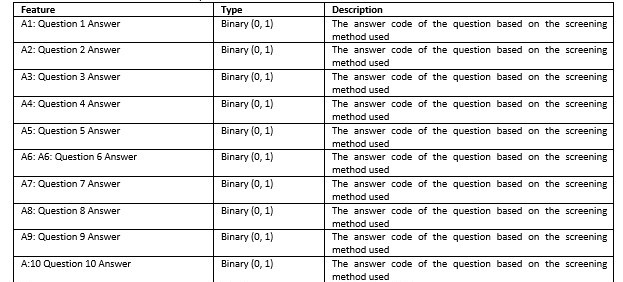 Feature Type Description
A1: Question 1 Answer Binary (0, 1) The answer code of the question based on the screening
method used
A2: Question 2 Answer Binary (0, 1) The answer code of the question based on the screening
method used
A3: Question 3 Answer Binary (0, 1) The answer code of the question based on the screening
method used
A4: Question 4 Answer Binary (0, 1) The answer code of the question based on the screening
method used
A5: Question 5 Answer Binary (0, 1) The answer code of the question based on the screening
method used
A6: A6: Question 6 Answer Binary (0, 1) The answer code of the question based on the screening
method used
A7: Question 7 Answer Binary (0, 1) The answer code of the question based on the screening
method used
A8: Question 8 Answer Binary (0, 1) The answer code of the question based on the screening
method used
A9: Question 9 Answer Binary (0, 1) The answer code of the question based on the screening
method used
A:10 Question 10 Answer Binary (0, 1) The answer code of the question based on the screening
method used